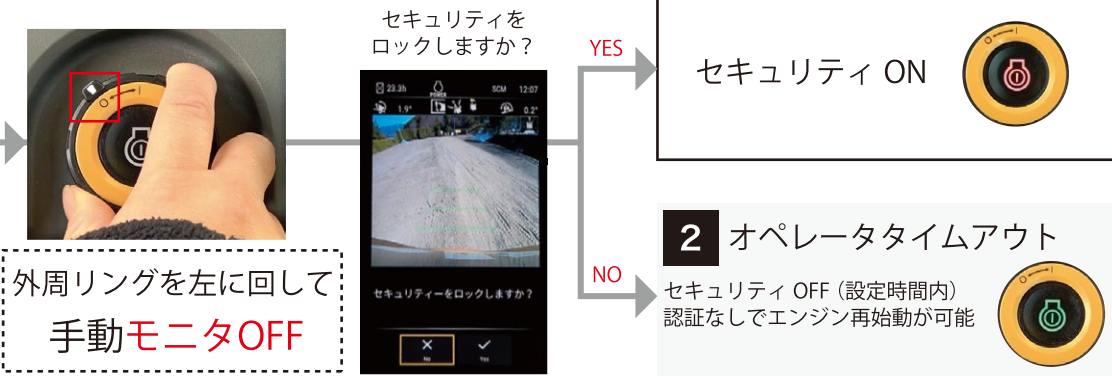 セキュリティを
ロックしますか？
YES
セキュリティ ON
23.3h
POWER
SCM
12:07
1.9°
0.2°
外周リングを左に回して
手動モニタOFF
セキュリティーをロックしますか？
No
Yes
NO
2 オペレータタイムアウト
セキュリティ OFF（設定時間内）
認証なしでエンジン再始動が可能